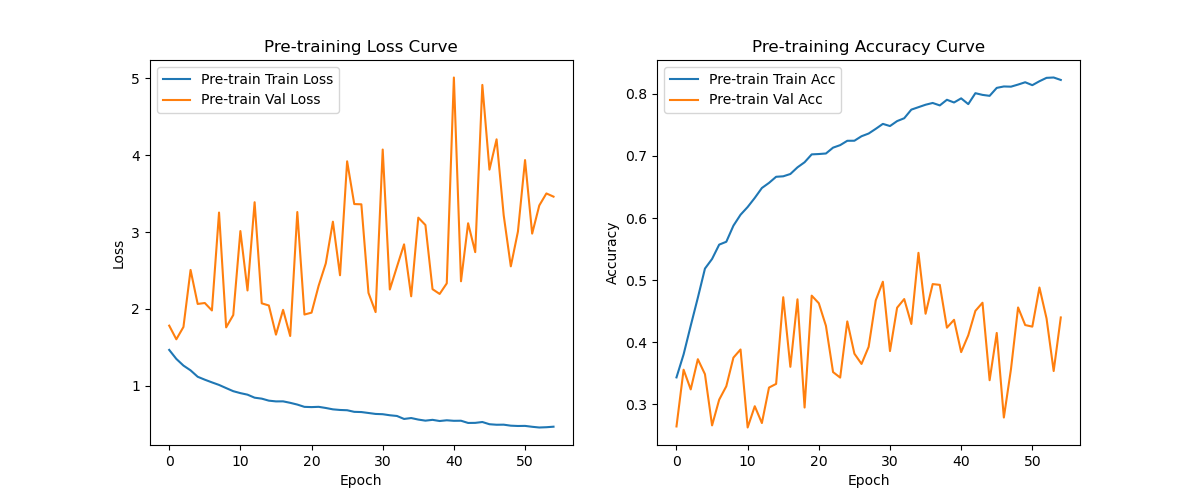 Pre-training Loss Curve
Pre-train Train Loss
Pre-train Val Loss
5
4
3
2
1
Loss
0 10 20 30 40 50
Epoch
Pre-training Accuracy Curve
Pre-train Train Acc
Pre-train Val Acc
0.8
0.7
0.6
0.5
0.4
0.3
Accuracy
0 10 20 30 40 50
Epoch